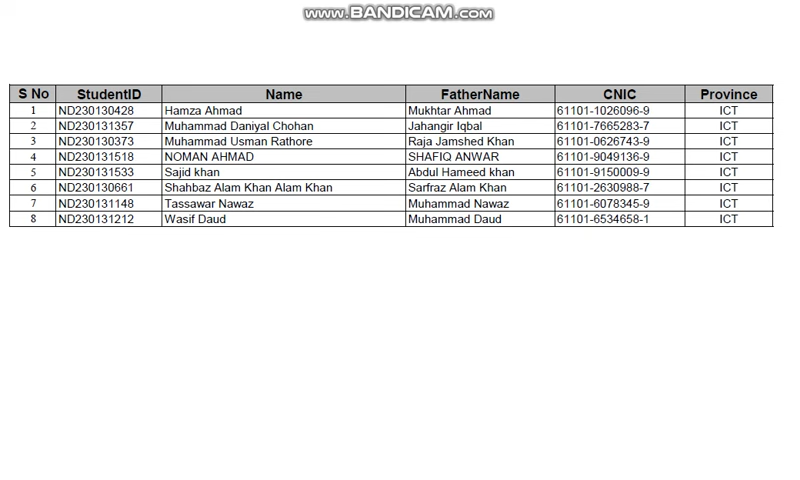 www.BANDICAM.com
S No StudentID Name FatherName CNIC Province
1 ND230130428 Hamza Ahmad Mukhtar Ahmad 61101-1026096-9 ICT
2 ND230131357 Muhammad Daniyal Chohan Jahangir Iqbal 61101-7665283-7 ICT
3 ND230130373 Muhammad Usman Rathore Raja Jamshed Khan 61101-0626743-9 ICT
4 ND230131518 NOMAN AHMAD SHAFIQ ANWAR 61101-9049136-9 ICT
5 ND230131533 Sajid khan Abdul Hameed khan 61101-9150009-9 ICT
6 ND230130661 Shahbaz Alam Khan Alam Khan Sarfraz Alam Khan 61101-2630988-7 ICT
7 ND230131148 Tassawar Nawaz Muhammad Nawaz 61101-6078345-9 ICT
8 ND230131212 Wasif Daud Muhammad Daud 61101-6534658-1 ICT